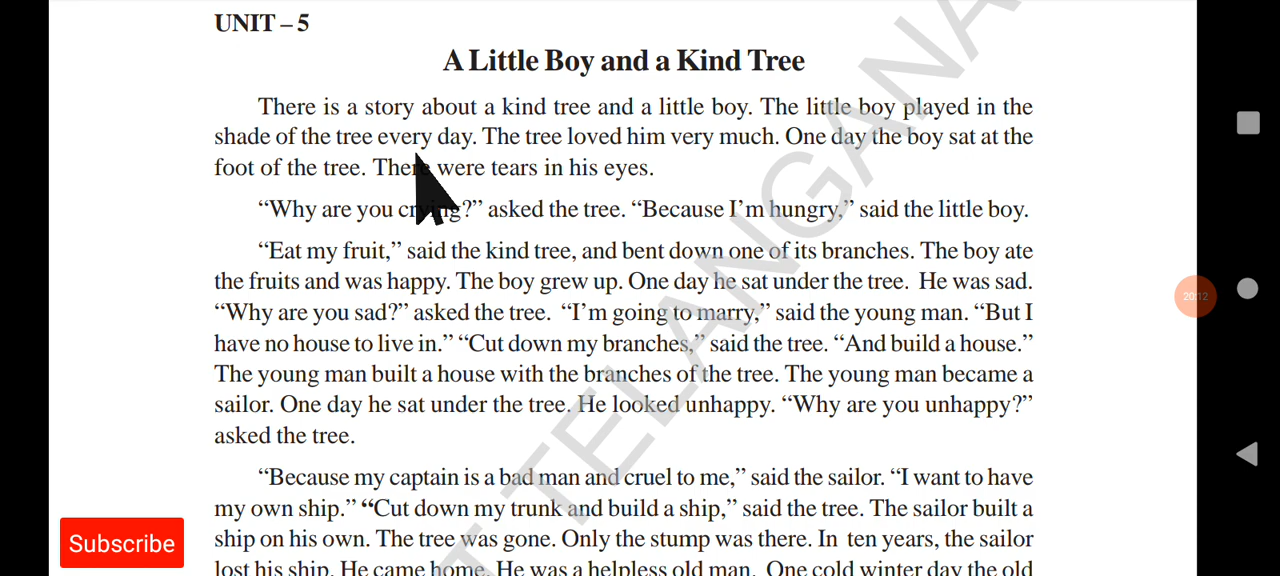 UNIT – 5
A Little Boy and a Kind Tree
There is a story about a kind tree and a little boy. The little boy played in the
shade of the tree every day. The tree loved him very much. One day the boy sat at the
foot of the tree. There were tears in his eyes.
“Why are you crying?” asked the tree. “Because I’m hungry,” said the little boy.
“Eat my fruit,” said the kind tree, and bent down one of its branches. The boy ate
the fruits and was happy. The boy grew up. One day he sat under the tree. He was sad.
“Why are you sad?” asked the tree. “I’m going to marry,” said the young man. “But I
have no house to live in.” “Cut down my branches,” said the tree. “And build a house.”
The young man built a house with the branches of the tree. The young man became a
sailor. One day he sat under the tree. He looked unhappy. “Why are you unhappy?”
asked the tree.
“Because my captain is a bad man and cruel to me,” said the sailor. “I want to have
my own ship.” “Cut down my trunk and build a ship,” said the tree. The sailor built a
ship on his own. The tree was gone. Only the stump was there. In ten years, the sailor
lost his ship. He came home. He was a helpless old man. One cold winter day the old
T TELANGANA
20:12
Subscribe